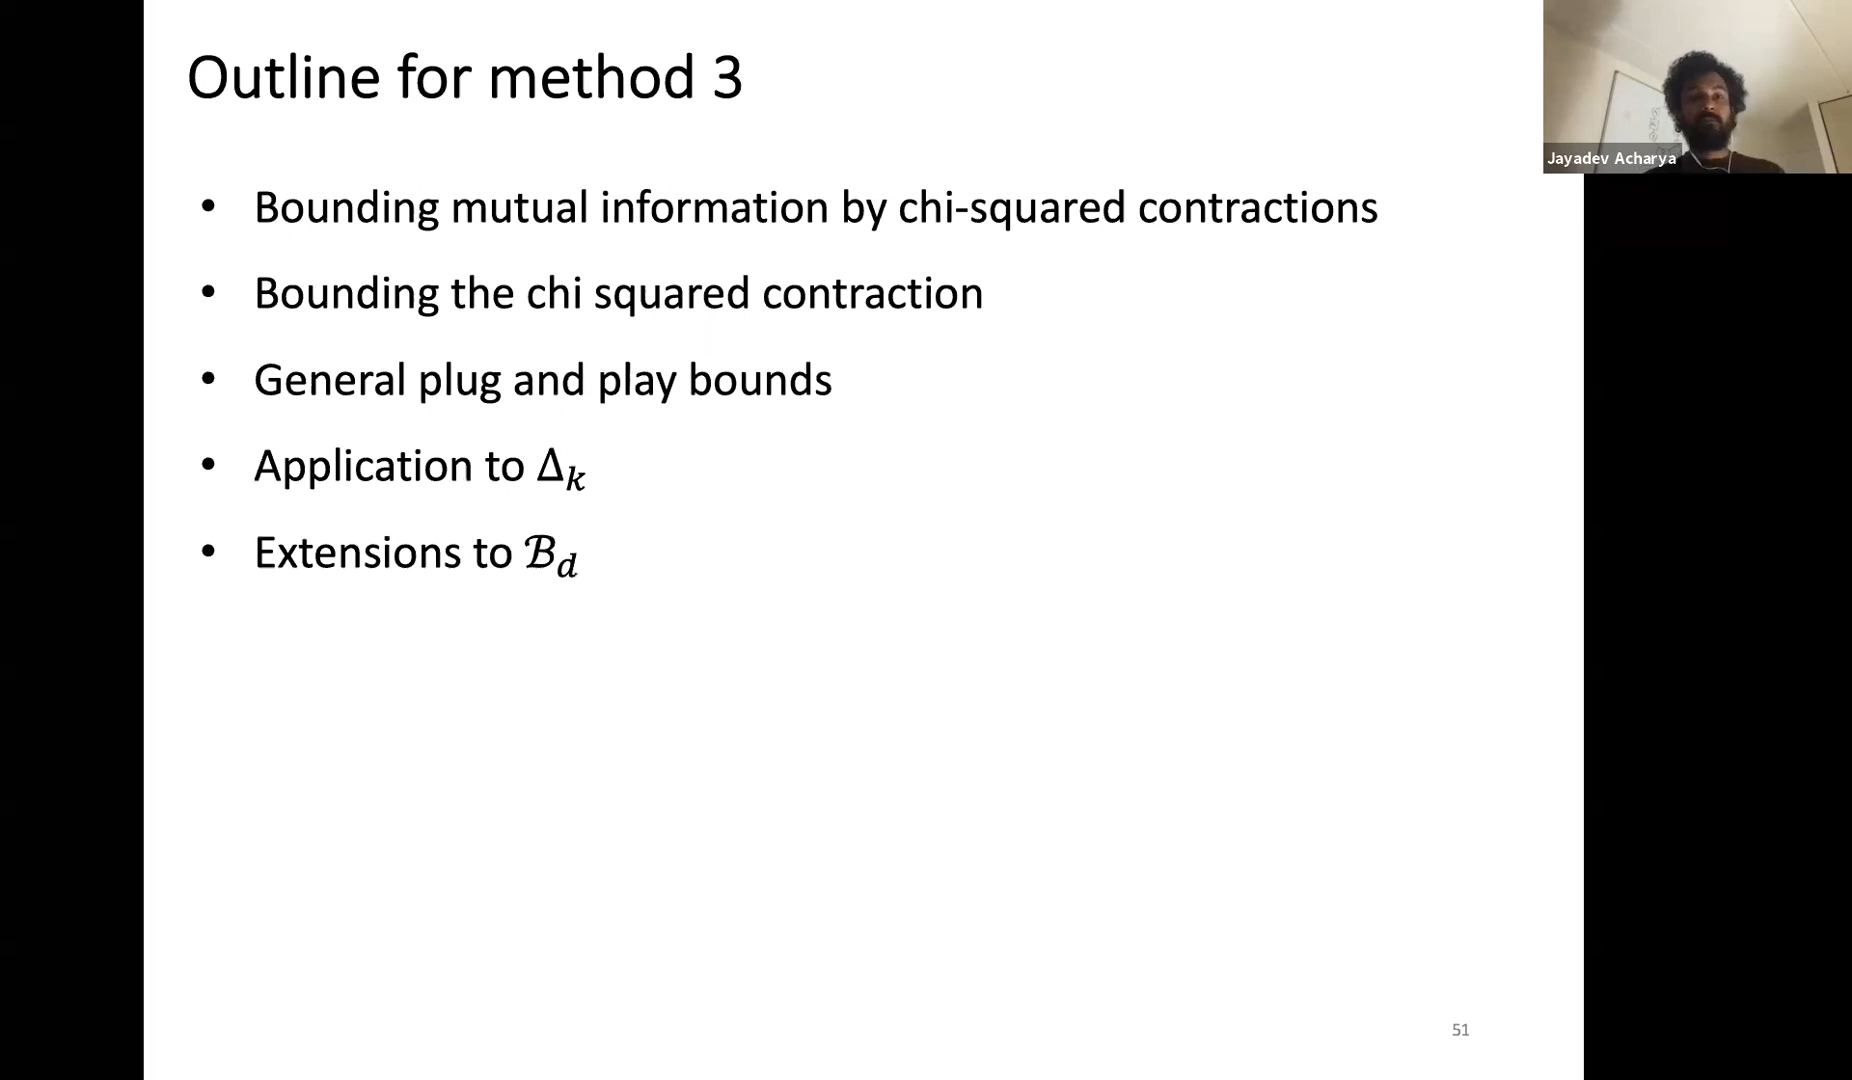 Outline for method 3
Jayadev Acharya
• Bounding mutual information by chi-squared contractions
• Bounding the chi squared contraction
• General plug and play bounds
• Application to Δ_k
• Extensions to ℬ_d
51